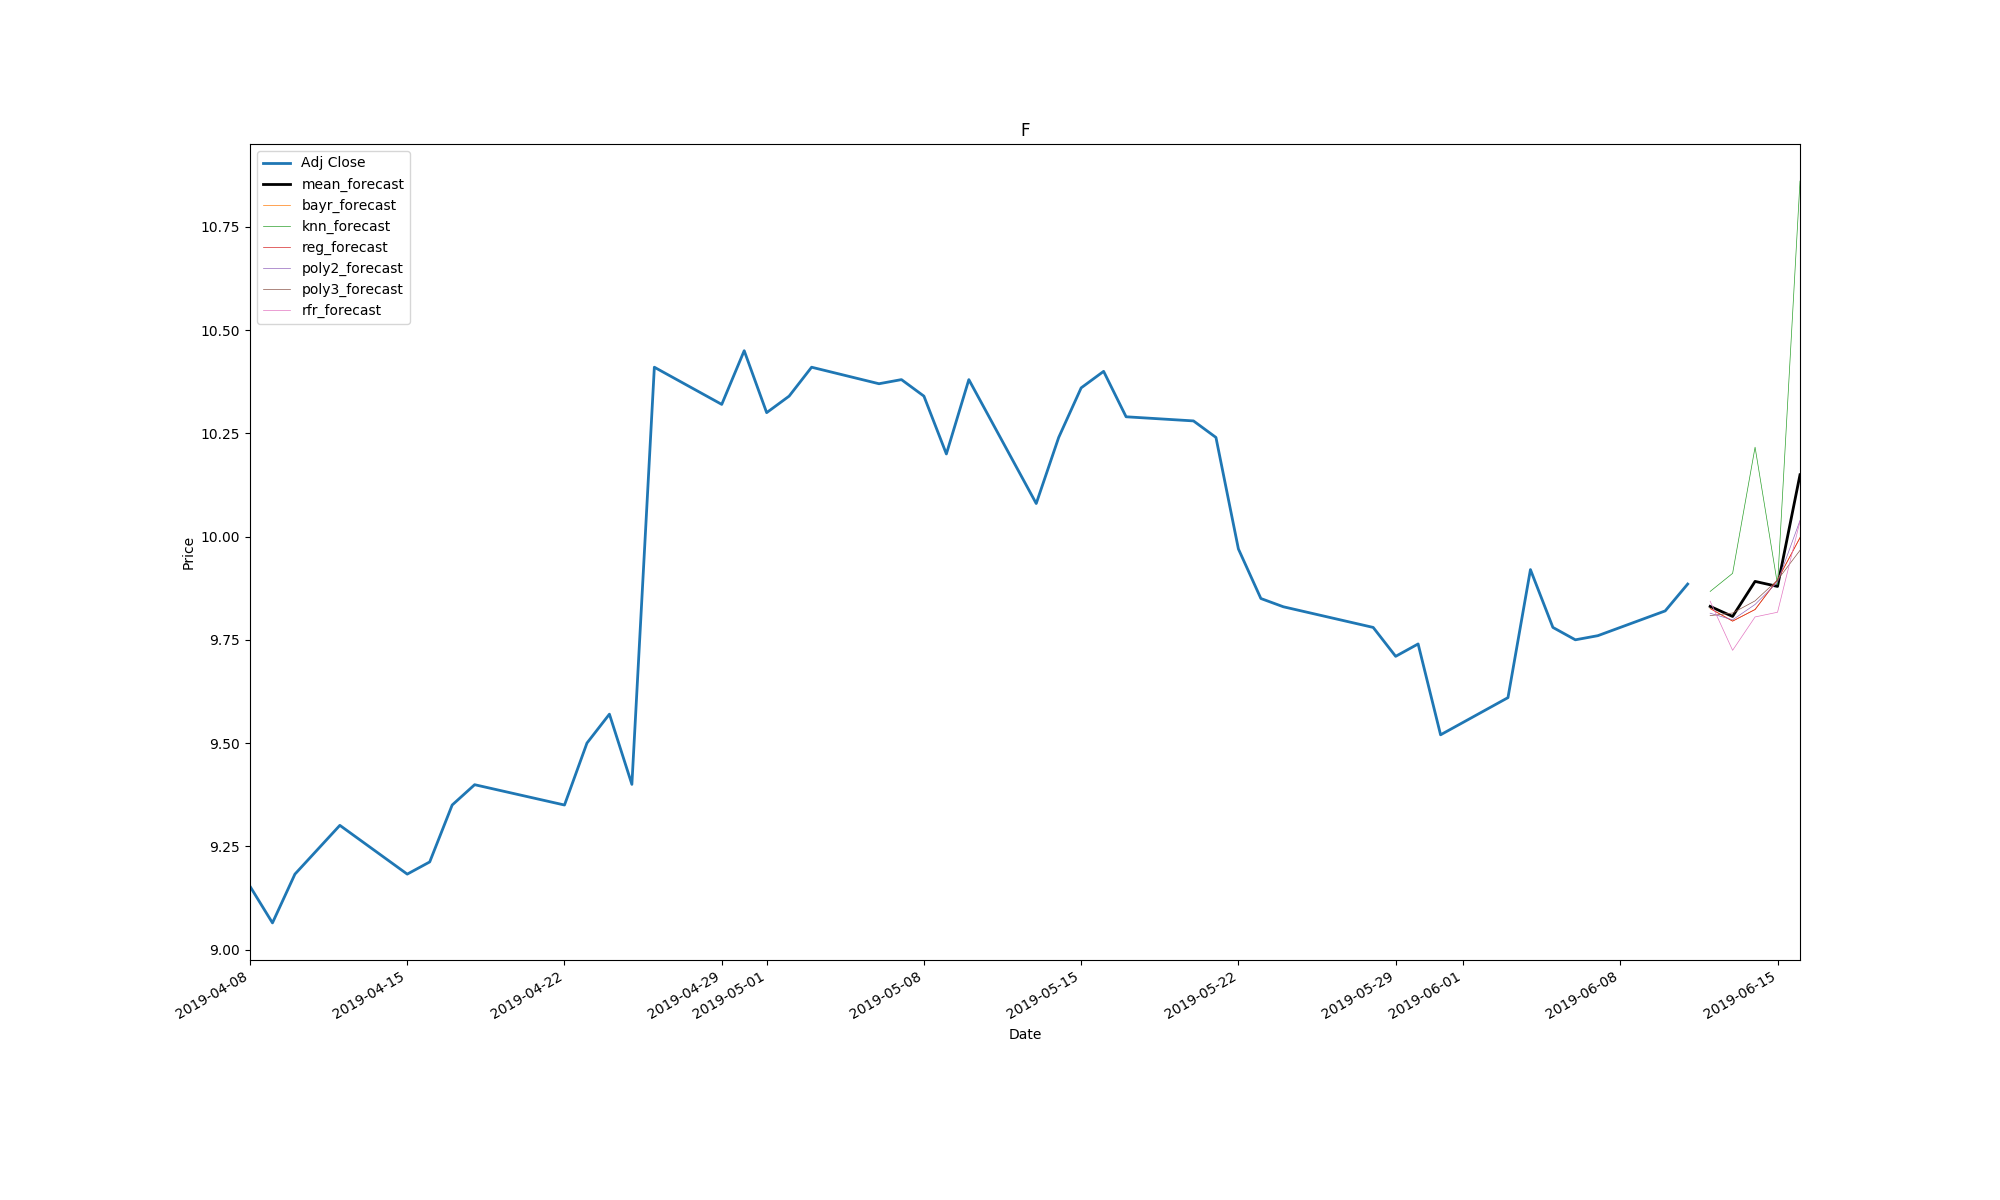 F
Adj Close
mean_forecast
bayr_forecast
knn_forecast
reg_forecast
poly2_forecast
poly3_forecast
rfr_forecast
10.75
10.50
10.25
10.00
9.75
9.50
9.25
9.00
Price
2019-04-08
2019-04-15
2019-04-22
2019-04-29
2019-05-01
2019-05-08
2019-05-15
2019-05-22
2019-05-29
2019-06-01
2019-06-08
2019-06-15
Date